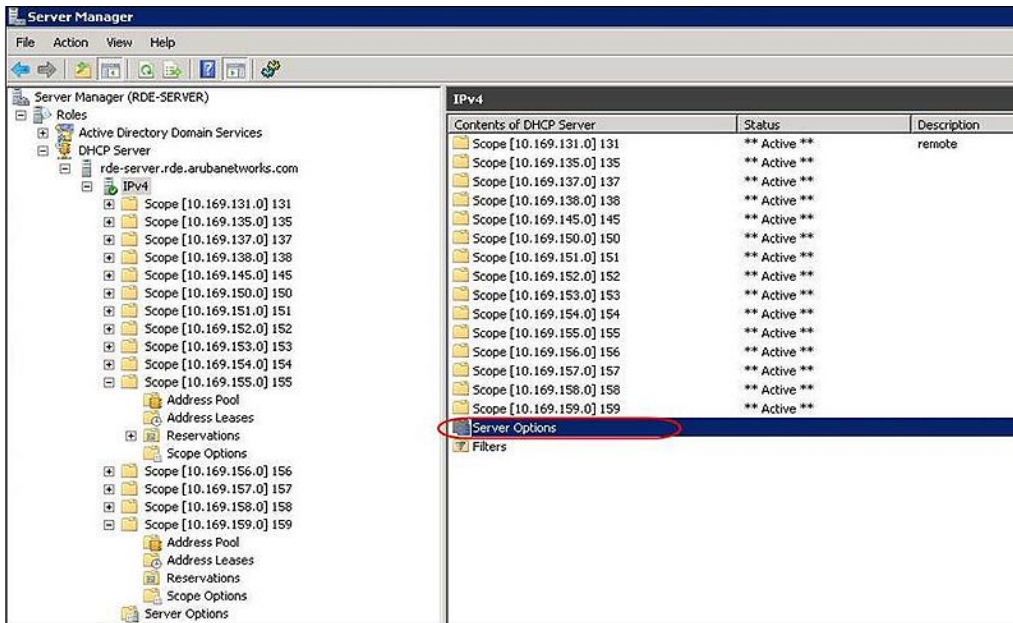 Server Manager
File Action View Help
Server Manager (RDE-SERVER)
Roles
Active Directory Domain Services
DHCP Server
rde-server.rde.arubanetworks.com
IPv4
Scope [10.169.131.0] 131
Scope [10.169.135.0] 135
Scope [10.169.137.0] 137
Scope [10.169.138.0] 138
Scope [10.169.145.0] 145
Scope [10.169.150.0] 150
Scope [10.169.151.0] 151
Scope [10.169.152.0] 152
Scope [10.169.153.0] 153
Scope [10.169.154.0] 154
Scope [10.169.155.0] 155
Address Pool
Address Leases
Reservations
Scope Options
Scope [10.169.156.0] 156
Scope [10.169.157.0] 157
Scope [10.169.158.0] 158
Scope [10.169.159.0] 159
Address Pool
Address Leases
Reservations
Scope Options
Server Options
IPv4
Contents of DHCP Server Status Description
Scope [10.169.131.0] 131 ** Active ** remote
Scope [10.169.135.0] 135 ** Active **
Scope [10.169.137.0] 137 ** Active **
Scope [10.169.138.0] 138 ** Active **
Scope [10.169.145.0] 145 ** Active **
Scope [10.169.150.0] 150 ** Active **
Scope [10.169.151.0] 151 ** Active **
Scope [10.169.152.0] 152 ** Active **
Scope [10.169.153.0] 153 ** Active **
Scope [10.169.154.0] 154 ** Active **
Scope [10.169.155.0] 155 ** Active **
Scope [10.169.156.0] 156 ** Active **
Scope [10.169.157.0] 157 ** Active **
Scope [10.169.158.0] 158 ** Active **
Scope [10.169.159.0] 159 ** Active **
Server Options
Filters